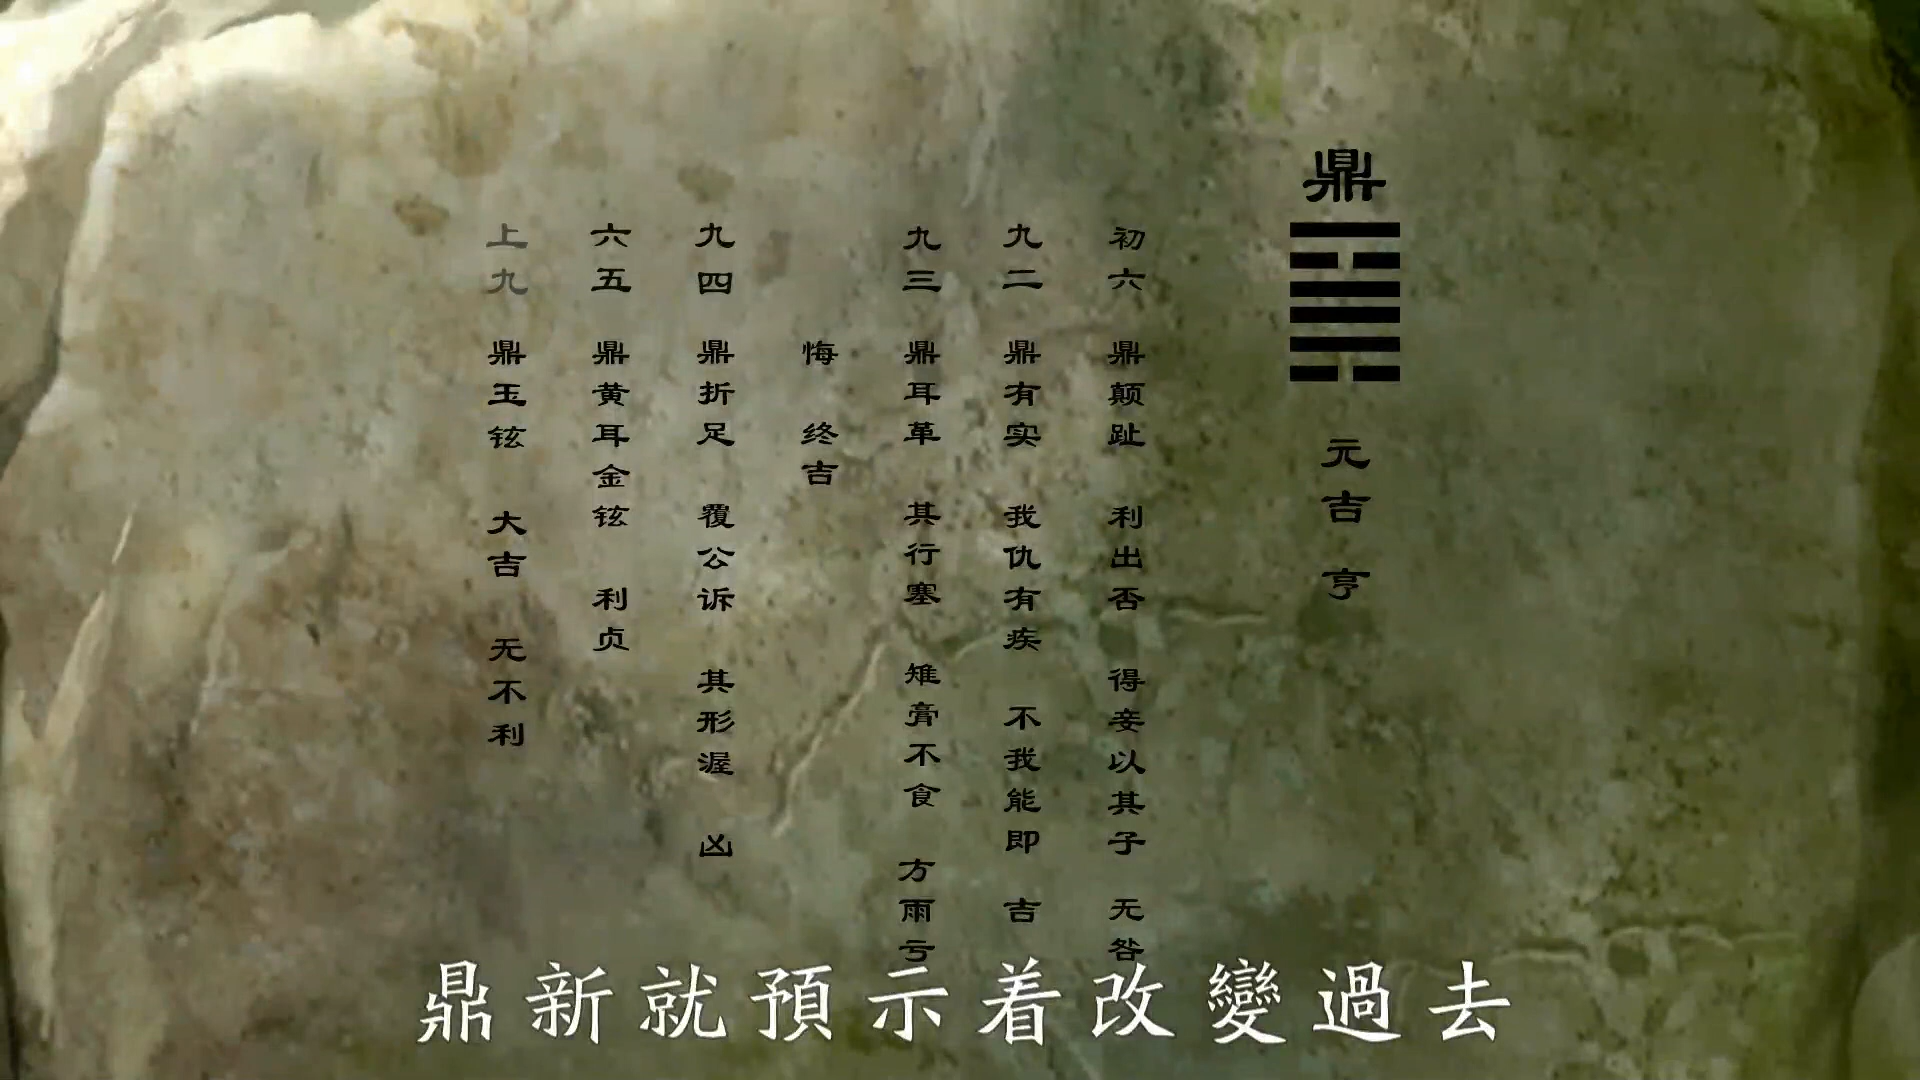 鼎
元吉 亨
初六 鼎颠趾 利出否 得妾以其子 无咎
九二 鼎有实 我仇有疾 不我能即 吉
九三 鼎耳革 其行塞 雉膏不食 方雨亏
悔 终吉
九四 鼎折足 覆公诉 其形渥 凶
六五 鼎黄耳金铉 利贞
上九 鼎玉铉 大吉 无不利
鼎新就預示着改變過去